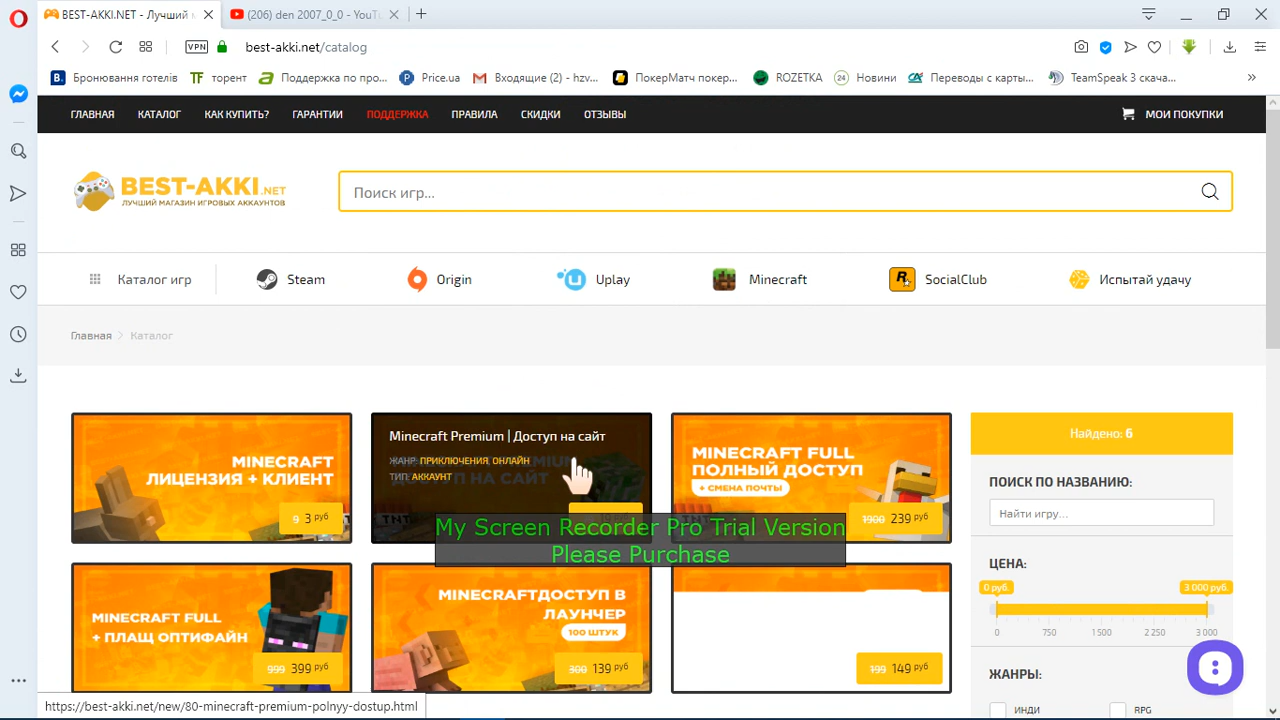 BEST-AKKI.NET - Лучший
(206) den 2007_0_0 - YouTu
VPN
best-akki.net/catalog
B. Бронювання готелів
TF торент
Поддержка по про...
Price.ua
Входящие (2) - hzv...
ПокерМатч покер...
ROZETKA
24 Новини
Переводы с карты...
TeamSpeak 3 скача...
ГЛАВНАЯ КАТАЛОГ КАК КУПИТЬ? ГАРАНТИИ ПОДДЕРЖКА ПРАВИЛА СКИДКИ ОТЗЫВЫ МОИ ПОКУПКИ
BEST-AKKI.NET
ЛУЧШИЙ МАГАЗИН ИГРОВЫХ АККАУНТОВ
Поиск игр...
Каталог игр Steam Origin Uplay Minecraft SocialClub Испытай удачу
Главная Каталог
MINECRAFT
ЛИЦЕНЗИЯ + КЛИЕНТ
9 3 руб
Minecraft Premium | Доступ на сайт
ЖАНР: ПРИКЛЮЧЕНИЯ, ОНЛАЙН
ТИП: АККАУНТ
MINECRAFT FULL
ПОЛНЫЙ ДОСТУП
+ СМЕНА ПОЧТЫ
1900 239 руб
My Screen Recorder Pro Trial Version
Please Purchase
MINECRAFT FULL
+ ПЛАЩ ОПТИФАЙН
999 399 руб
MINECRAFTДОСТУП В
ЛАУНЧЕР
100 ШТУК
300 139 руб
199 149 руб
Найдено: 6
ПОИСК ПО НАЗВАНИЮ:
Найти игру...
ЦЕНА:
0 руб. 3 000 руб.
0 750 1 500 2 250 3 000
ЖАНРЫ:
ИНДИ RPG
https://best-akki.net/new/80-minecraft-premium-polnyy-dostup.html